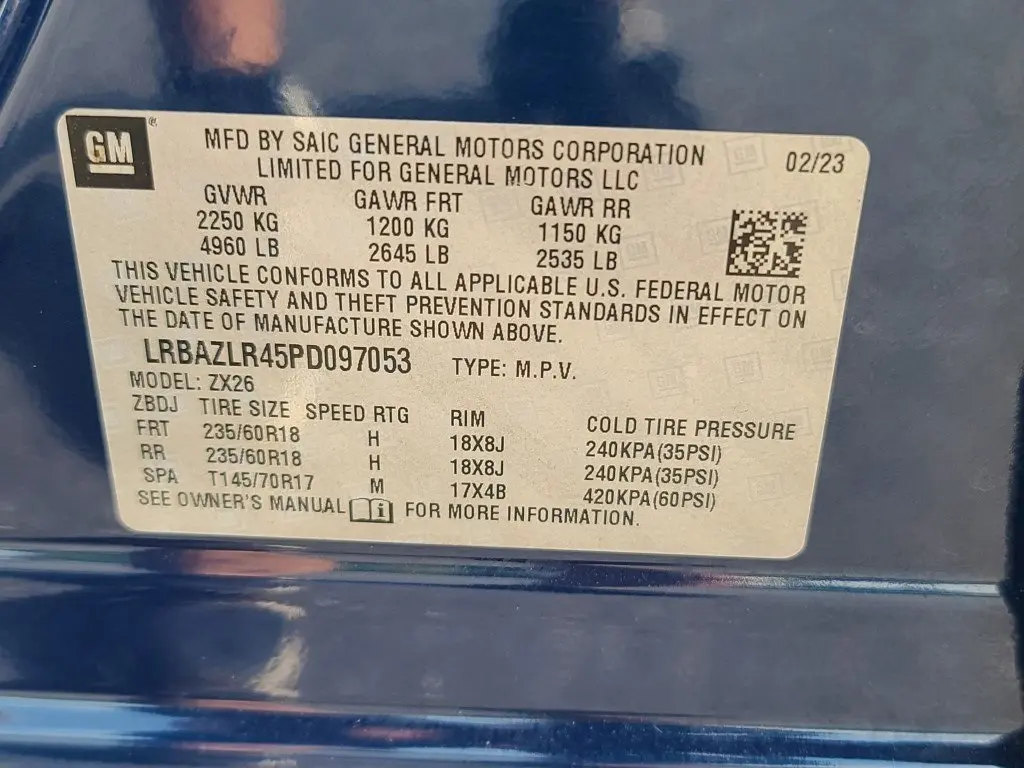 GM®
MFD BY SAIC GENERAL MOTORS CORPORATION
LIMITED FOR GENERAL MOTORS LLC
02/23
GVWR GAWR FRT GAWR RR
2250 KG 1200 KG 1150 KG
4960 LB 2645 LB 2535 LB
THIS VEHICLE CONFORMS TO ALL APPLICABLE U.S. FEDERAL MOTOR
VEHICLE SAFETY AND THEFT PREVENTION STANDARDS IN EFFECT ON
THE DATE OF MANUFACTURE SHOWN ABOVE.
LRBAZLR45PD097053 TYPE: M.P.V.
MODEL: ZX26
ZBDJ TIRE SIZE SPEED RTG RIM COLD TIRE PRESSURE
FRT 235/60R18 H 18X8J 240KPA(35PSI)
RR 235/60R18 H 18X8J 240KPA(35PSI)
SPA T145/70R17 M 17X4B 420KPA(60PSI)
SEE OWNER'S MANUAL FOR MORE INFORMATION.